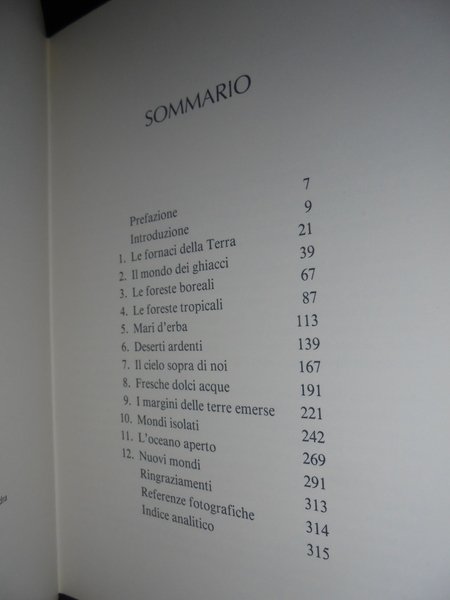 SOMMARIO
Prefazione 7
Introduzione 9
1. Le fornaci della Terra 21
2. Il mondo dei ghiacci 39
3. Le foreste boreali 67
4. Le foreste tropicali 87
5. Mari d'erba 113
6. Deserti ardenti 139
7. Il cielo sopra di noi 167
8. Fresche dolci acque 191
9. I margini delle terre emerse 221
10. Mondi isolati 242
11. L'oceano aperto 269
12. Nuovi mondi 291
Ringraziamenti 313
Referenze fotografiche 314
Indice analitico 315